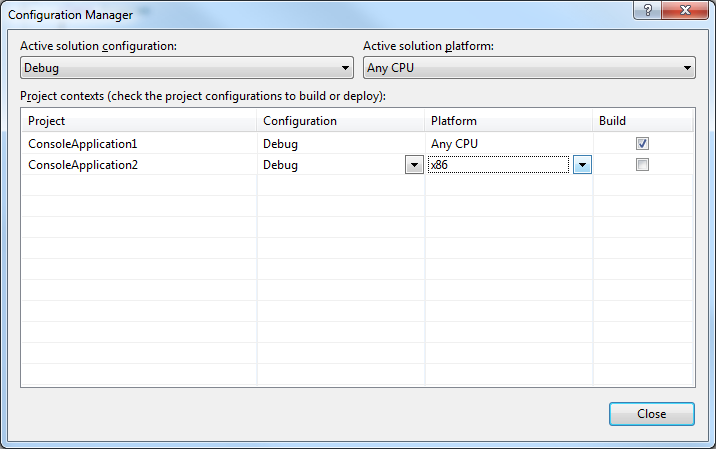 Configuration Manager
Active solution configuration: Active solution platform:
Debug Any CPU
Project contexts (check the project configurations to build or deploy):
Project Configuration Platform Build
ConsoleApplication1 Debug Any CPU
ConsoleApplication2 Debug x86
Close